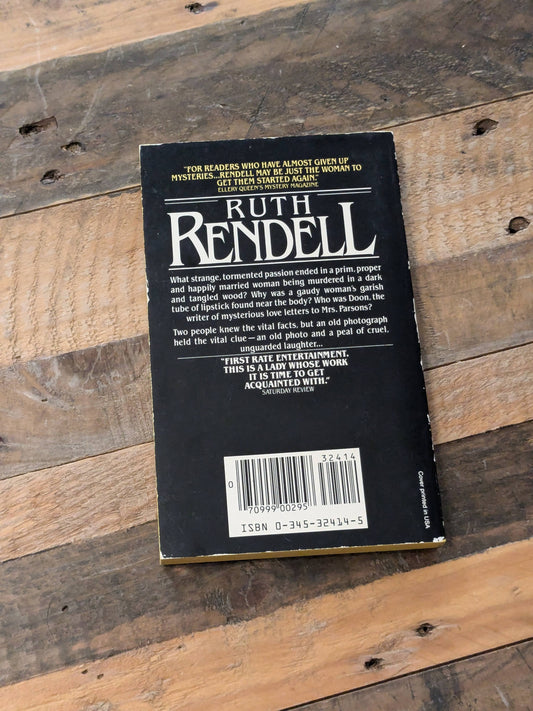 "FOR READERS WHO HAVE ALMOST GIVEN UP
MYSTERIES...RENDELL MAY BE JUST THE WOMAN TO
GET THEM STARTED AGAIN."
ELLERY QUEEN'S MYSTERY MAGAZINE
RUTH
RENDELL
What strange, tormented passion ended in a prim, proper
and happily married woman being murdered in a dark
and tangled wood? Why was a gaudy woman's garish
tube of lipstick found near the body? Who was Doon, the
writer of mysterious love letters to Mrs. Parsons?
Two people knew the vital facts, but an old photograph
held the vital clue—an old photo and a peal of cruel,
unguarded laughter...
"FIRST RATE ENTERTAINMENT.
THIS IS A LADY WHOSE WORK
IT IS TIME TO GET
ACQUAINTED WITH."
SATURDAY REVIEW
32414
0
70999 00295
ISBN 0-345-32414-5
Cover printed in USA